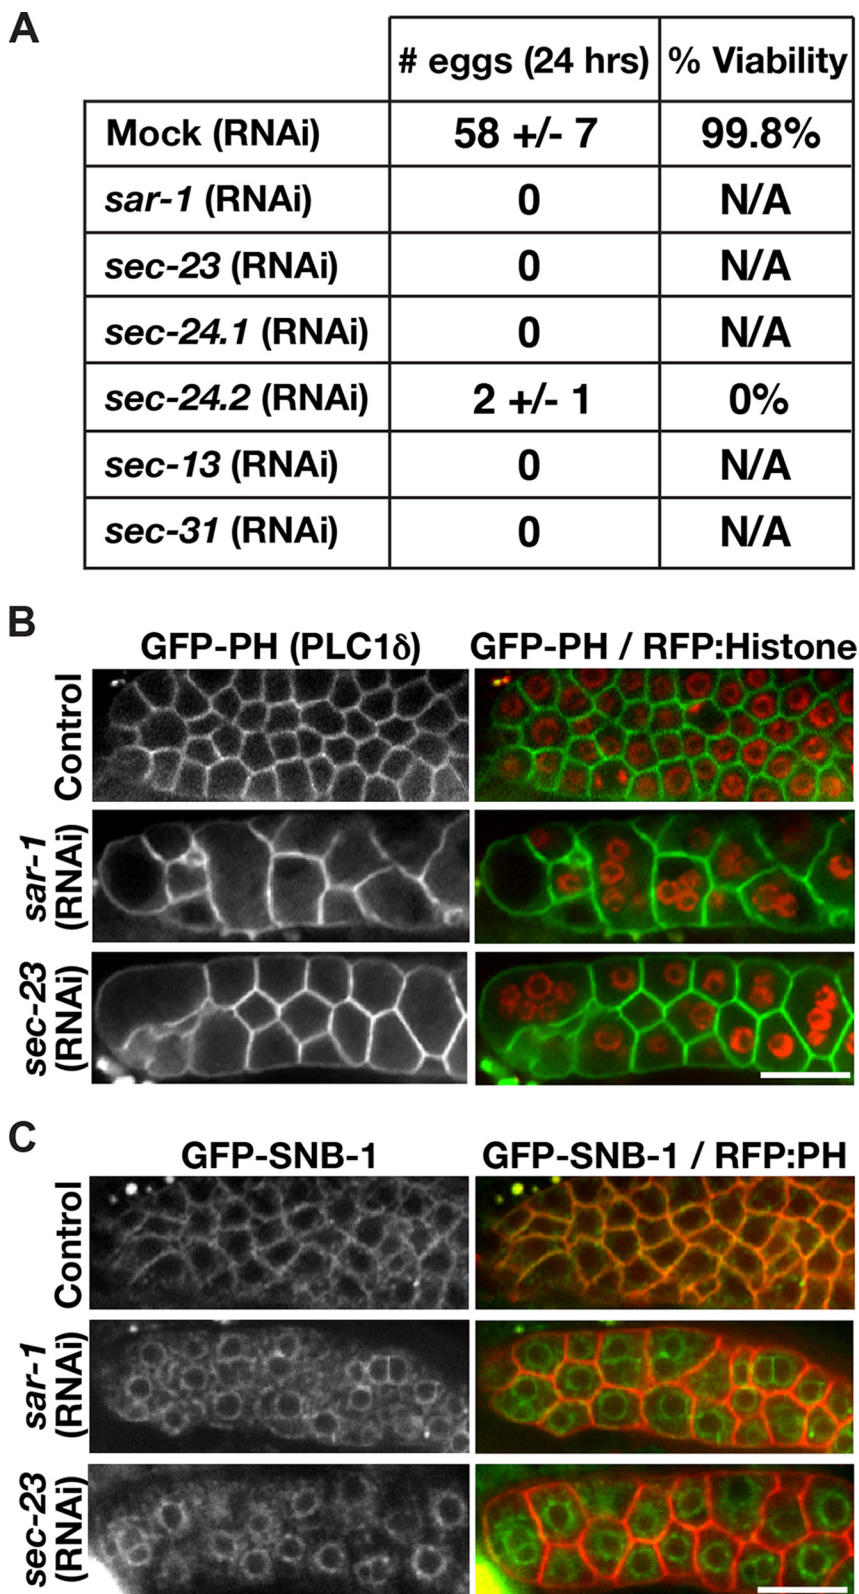 A
# eggs (24 hrs) % Viability
Mock (RNAi) 58 +/- 7 99.8%
sar-1 (RNAi) 0 N/A
sec-23 (RNAi) 0 N/A
sec-24.1 (RNAi) 0 N/A
sec-24.2 (RNAi) 2 +/- 1 0%
sec-13 (RNAi) 0 N/A
sec-31 (RNAi) 0 N/A
B
GFP-PH (PLC1δ) GFP-PH / RFP:Histone
Control
sar-1
(RNAi)
sec-23
(RNAi)
C
GFP-SNB-1 GFP-SNB-1 / RFP:PH
Control
sar-1
(RNAi)
sec-23
(RNAi)